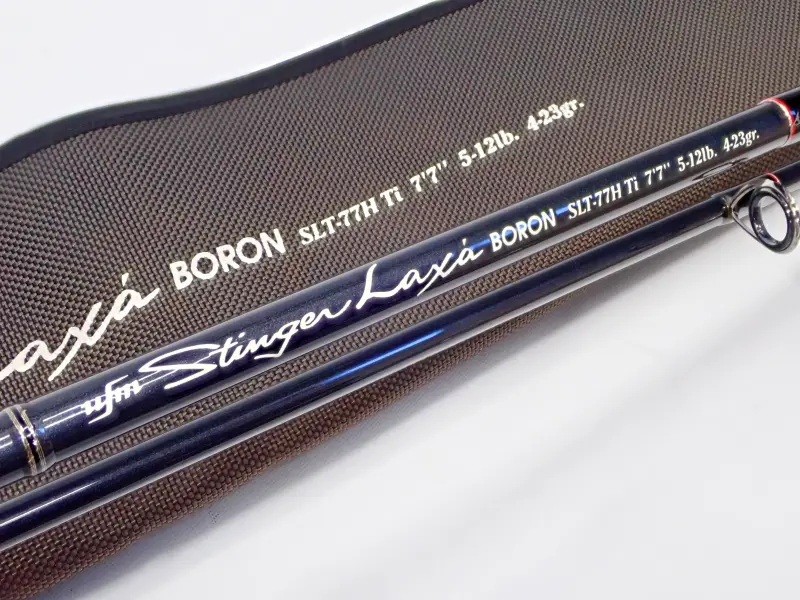 Laxá BORON SLT-77H Ti 7'7" 5-12lb. 4-23gr.
ufm Stinger Laxá BORON SLT-77H Ti 7'7" 5-12lb. 4-23gr.